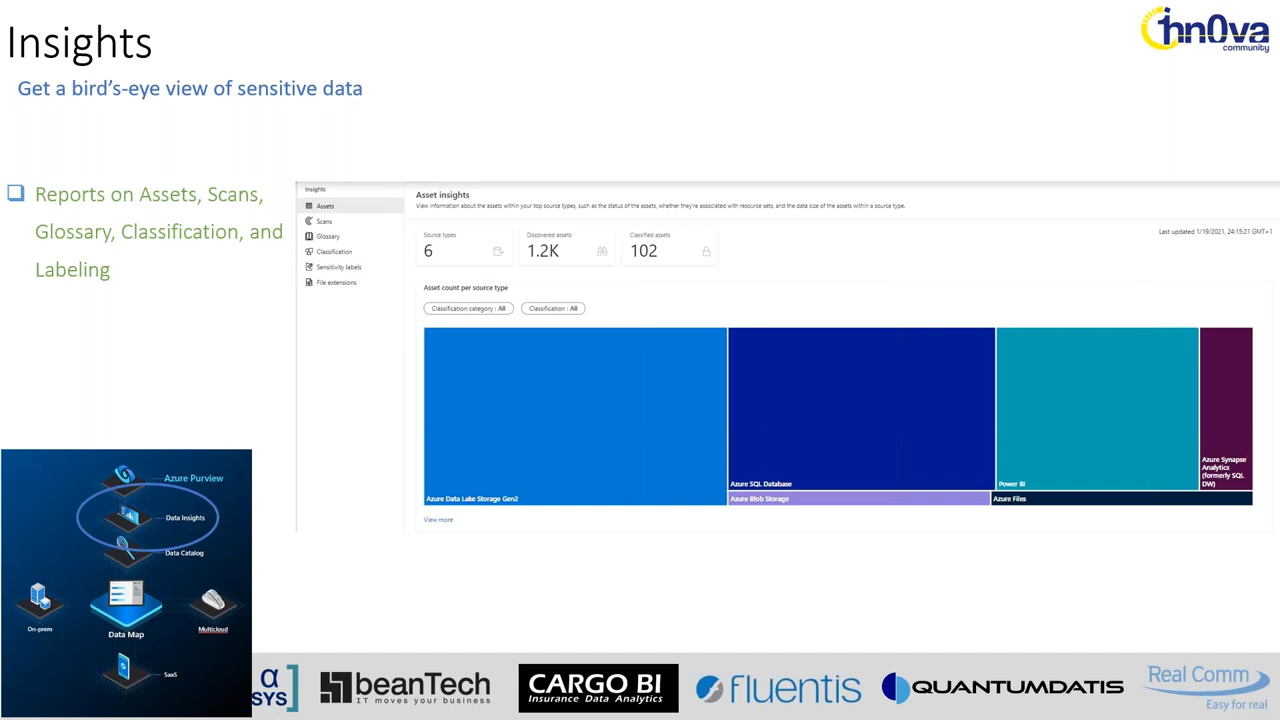 Insights
1nn0va
community
Get a bird's-eye view of sensitive data
Reports on Assets, Scans,
Glossary, Classification, and
Labeling
Insights
Assets
Scans
Glossary
Classification
Sensitivity labels
File extensions
Asset insights
View information about the assets within your top source types, such as the status of the assets, whether they're associated with resource sets, and the data size of the assets within a source type.
Source types
6
Discovered assets
1.2K
Classified assets
102
Last updated 1/19/2021, 24:15:21 GMT+1
Asset count per source type
Classification category : All
Classification : All
Azure Data Lake Storage Gen2
Azure SQL Database
Power BI
Azure Synapse
Analytics
(formerly SQL
DW)
Azure Blob Storage
Azure Files
View more
Azure Purview
Data Insights
Data Catalog
On-prem
Data Map
Multicloud
SaaS
α
SYS
beanTech
IT moves your business
CARGO BI
Insurance Data Analytics
fluentis
QUANTUMDATIS
Real Comm
Easy for real